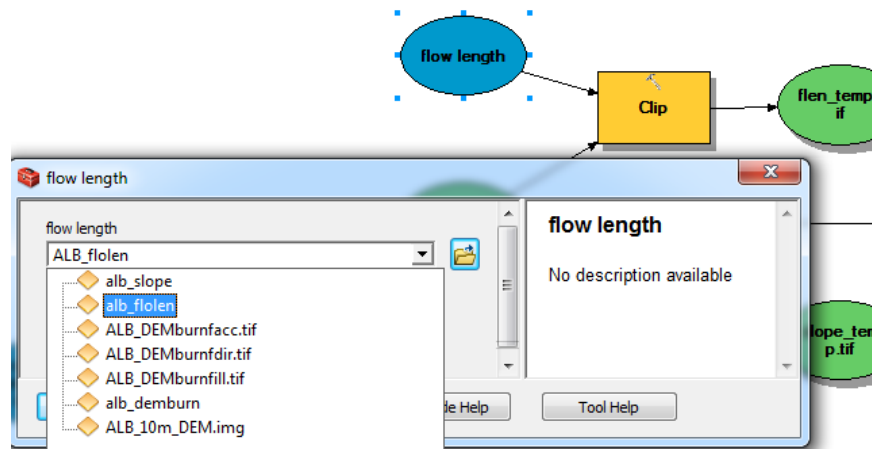 flow length
Clip
flen_temp
if
flow length
flow length
ALB_flolen
alb_slope
alb_flolen
ALB_DEMburnfacc.tif
ALB_DEMburnfdir.tif
ALB_DEMburnfill.tif
alb_demburn
ALB_10m_DEM.img
flow length
No description available
lope_tem
p.tif
de Help
Tool Help